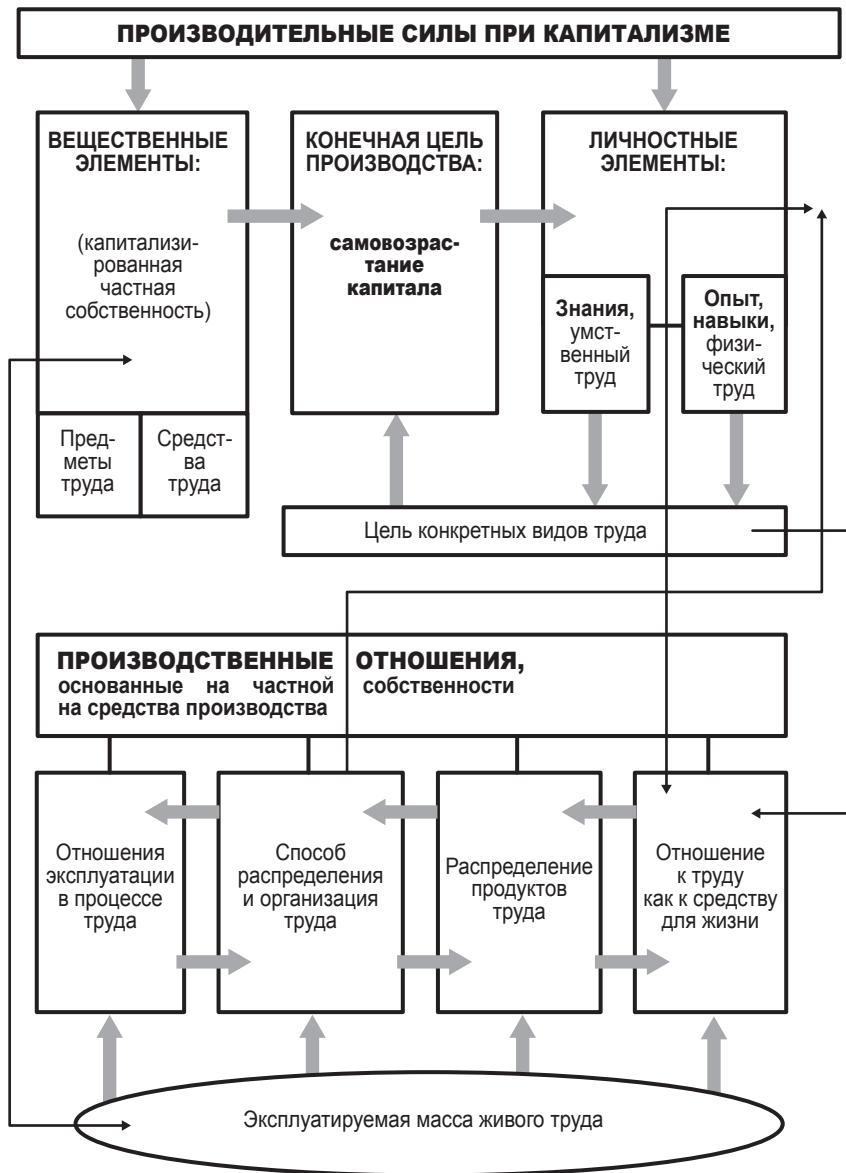 ПРОИЗВОДИТЕЛЬНЫЕ СИЛЫ ПРИ КАПИТАЛИЗМЕ
ВЕЩЕСТВЕННЫЕ
ЭЛЕМЕНТЫ:
(капитализи-
рованная
частная
собственность)
Пред-
меты
труда
Средст-
ва
труда
КОНЕЧНАЯ ЦЕЛЬ
ПРОИЗВОДСТВА:
самовозрас-
тание
капитала
ЛИЧНОСТНЫЕ
ЭЛЕМЕНТЫ:
Знания,
умст-
венный
труд
Опыт,
навыки,
физи-
ческий
труд
Цель конкретных видов труда
ПРОИЗВОДСТВЕННЫЕ ОТНОШЕНИЯ,
основанные на частной собственности
на средства производства
Отношения
эксплуатации
в процессе
труда
Способ
распределения
и организация
труда
Распределение
продуктов
труда
Отношение
к труду
как к средству
для жизни
Эксплуатируемая масса живого труда